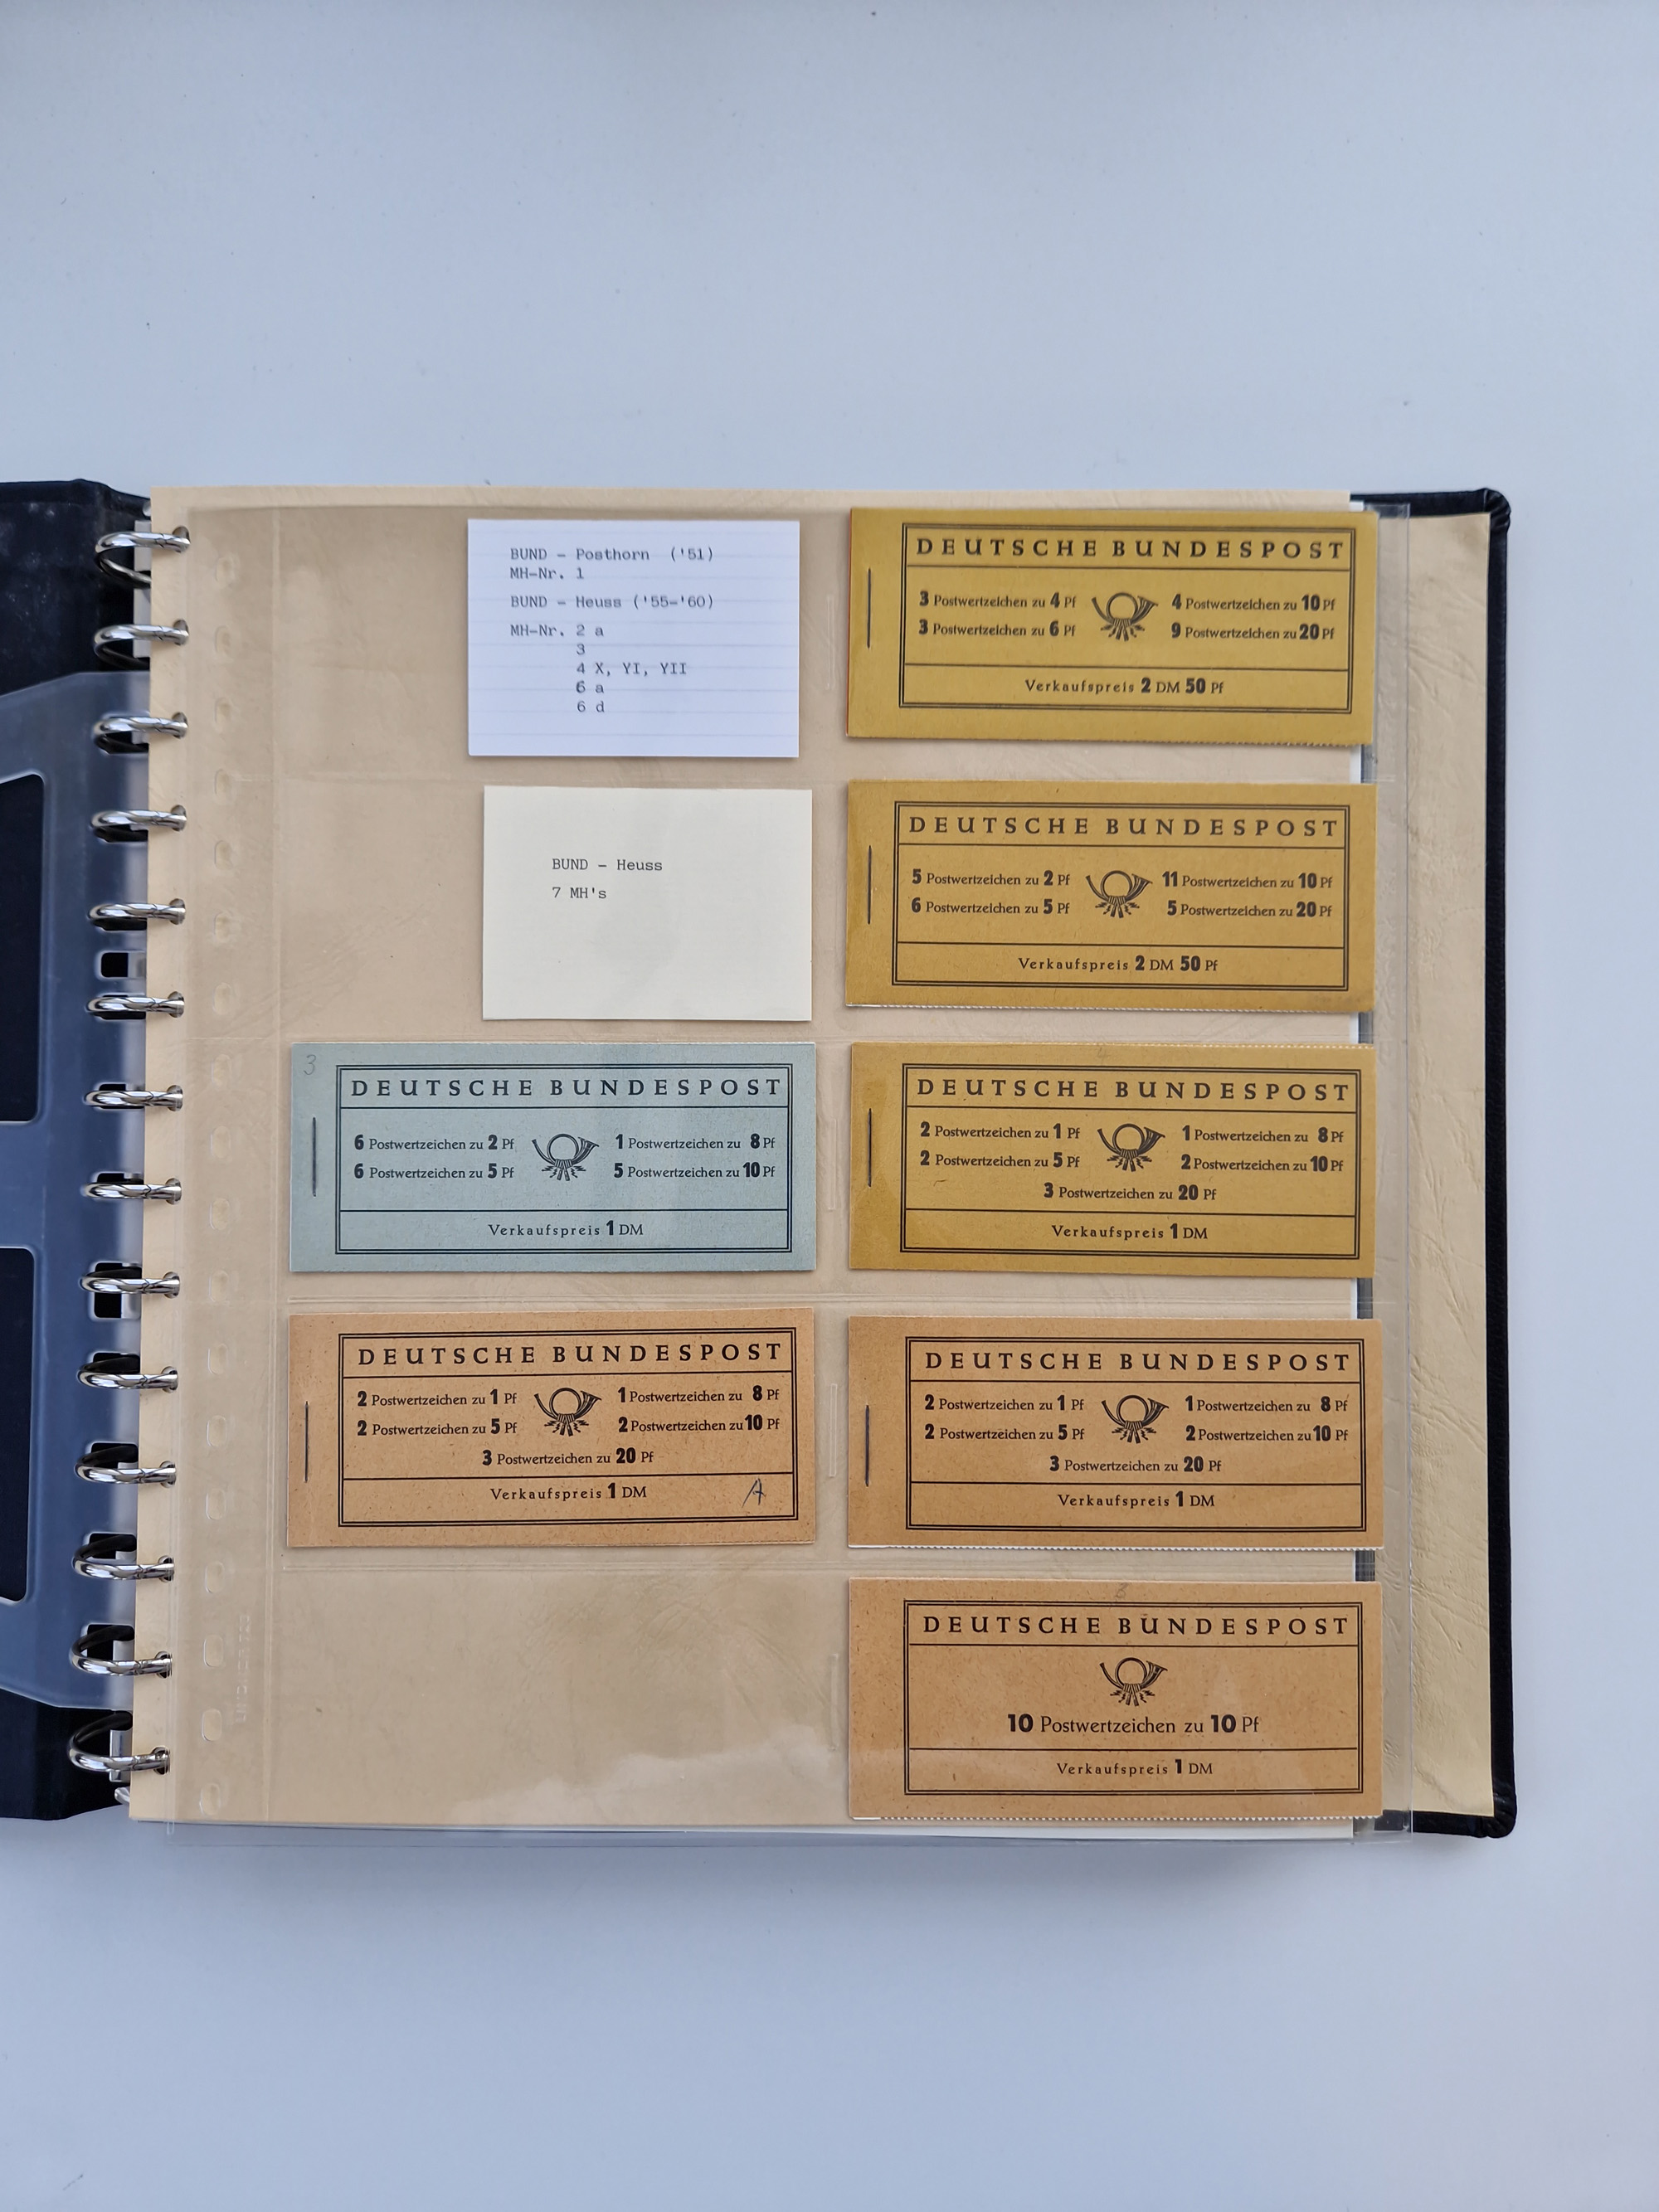 BUND - Posthorn ('51)
MH-Nr. 1
BUND - Heuss ('55-'60)
MH-Nr. 2 a
3
4 X, YI, YII
6 a
6 d
DEUTSCHE BUNDESPOST
3 Postwertzeichen zu 4 Pf
4 Postwertzeichen zu 10 Pf
3 Postwertzeichen zu 6 Pf
9 Postwertzeichen zu 20 Pf
Verkaufspreis 2 DM 50 Pf
BUND - Heuss
7 MH's
DEUTSCHE BUNDESPOST
5 Postwertzeichen zu 2 Pf
11 Postwertzeichen zu 10 Pf
6 Postwertzeichen zu 5 Pf
5 Postwertzeichen zu 20 Pf
Verkaufspreis 2 DM 50 Pf
3
DEUTSCHE BUNDESPOST
6 Postwertzeichen zu 2 Pf
1 Postwertzeichen zu 8 Pf
6 Postwertzeichen zu 5 Pf
5 Postwertzeichen zu 10 Pf
Verkaufspreis 1 DM
DEUTSCHE BUNDESPOST
2 Postwertzeichen zu 1 Pf
1 Postwertzeichen zu 8 Pf
2 Postwertzeichen zu 5 Pf
2 Postwertzeichen zu 10 Pf
3 Postwertzeichen zu 20 Pf
Verkaufspreis 1 DM
DEUTSCHE BUNDESPOST
2 Postwertzeichen zu 1 Pf
1 Postwertzeichen zu 8 Pf
2 Postwertzeichen zu 5 Pf
2 Postwertzeichen zu 10 Pf
3 Postwertzeichen zu 20 Pf
Verkaufspreis 1 DM
A
DEUTSCHE BUNDESPOST
2 Postwertzeichen zu 1 Pf
1 Postwertzeichen zu 8 Pf
2 Postwertzeichen zu 5 Pf
2 Postwertzeichen zu 10 Pf
3 Postwertzeichen zu 20 Pf
Verkaufspreis 1 DM
DEUTSCHE BUNDESPOST
10 Postwertzeichen zu 10 Pf
Verkaufspreis 1 DM